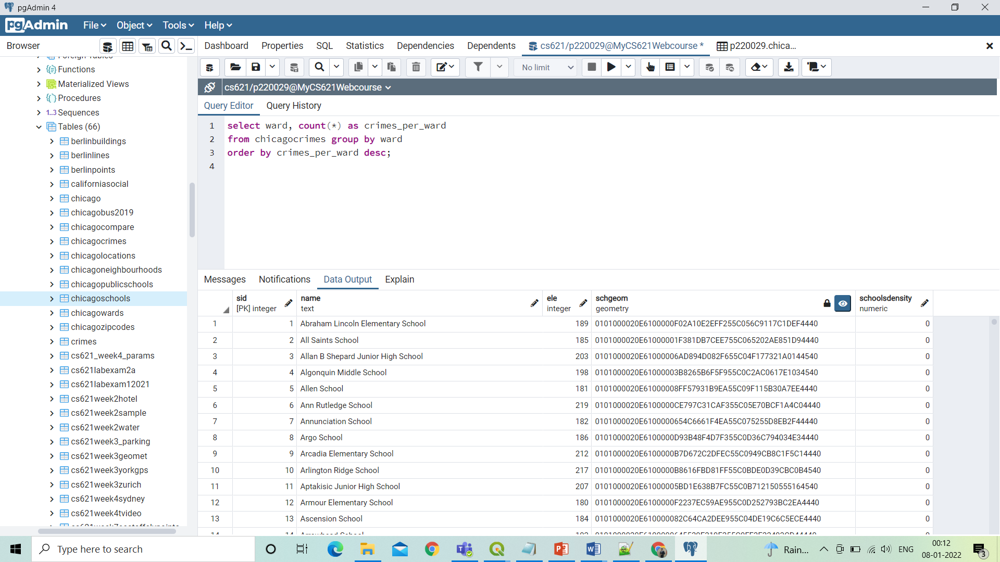 pgAdmin 4
pgAdmin File Object Tools Help
Browser Dashboard Properties SQL Statistics Dependencies Dependents cs621/p220029@MyCS621Webcourse * p220029.chica...
No limit
cs621/p220029@MyCS621Webcourse
Query Editor Query History
1 select ward, count(*) as crimes_per_ward
2 from chicagocrimes group by ward
3 order by crimes_per_ward desc;
4
Foreign Tables
Functions
Materialized Views
Procedures
1..3 Sequences
Tables (66)
berlinbuildings
berlinlines
berlinpoints
californiasocial
chicago
chicagobus2019
chicagocompare
chicagocrimes
chicagolocations
chicagoneighbourhoods
chicagopublicschools
chicagoschools
chicagowards
chicagozipcodes
crimes
cs621_week4_params
cs621labexam2a
cs621labexam12021
cs621week2hotel
cs621week2sample
cs621week2water
cs621week3_parking
cs621week3geomet
cs621week3yorkgps
cs621week3zurich
cs621week4sydney
cs621week4tvideo
Messages Notifications Data Output Explain
sid name ele schgeom schoolsdensity
[PK] integer text integer geometry numeric
1 1 Abraham Lincoln Elementary School 189 0101000020E6100000F02A10E2EFF255C056C9117C1DEF4440 0
2 2 All Saints School 185 0101000020E61000001F381DB7CEE755C065202AE851D94440 0
3 3 Allan B Shepard Junior High School 203 0101000020E61000006AD894D082F655C04F177321A0144540 0
4 4 Algonquin Middle School 198 0101000020E61000003B8265B6F5F955C0C2AC0617E1034540 0
5 5 Allen School 181 0101000020E61000008FF57931B9EA55C09F115B30A7EE4440 0
6 6 Ann Rutledge School 219 0101000020E6100000CE797C31CAF355C05E70BCF1A4C04440 0
7 7 Annunciation School 182 0101000020E6100000654C6661F4EA55C075255D8EB2F44440 0
8 8 Argo School 186 0101000020E6100000D93B48F4D7F355C0D36C794034E34440 0
9 9 Arcadia Elementary School 212 0101000020E6100000B7D672C2DFEC55C0949CB8C1F5C14440 0
10 10 Arlington Ridge School 217 0101000020E6100000B8616FBD81FF55C0BDE0D39CBC0B4540 0
11 11 Aptakisic Junior High School 207 0101000020E61000005BD1E638B7FC55C0B712150555164540 0
12 12 Armour Elementary School 180 0101000020E6100000F2237EC59AE955C0D252793BC2EA4440 0
13 13 Ascension School 184 0101000020E610000082C64CA2DEE955C04DE19C6C5ECE4440 0
Type here to search
Rain... ENG 00:12
08-01-2022
3